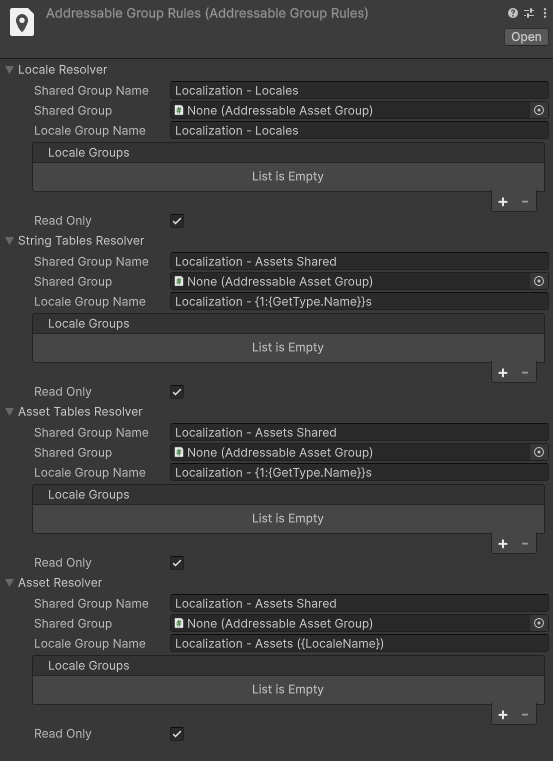 Addressable Group Rules (Addressable Group Rules)
Open
Locale Resolver
Shared Group Name Localization - Locales
Shared Group None (Addressable Asset Group)
Locale Group Name Localization - Locales
Locale Groups
List is Empty
+ -
Read Only
String Tables Resolver
Shared Group Name Localization - Assets Shared
Shared Group None (Addressable Asset Group)
Locale Group Name Localization - {1:{GetType.Name}}s
Locale Groups
List is Empty
+ -
Read Only
Asset Tables Resolver
Shared Group Name Localization - Assets Shared
Shared Group None (Addressable Asset Group)
Locale Group Name Localization - {1:{GetType.Name}}s
Locale Groups
List is Empty
+ -
Read Only
Asset Resolver
Shared Group Name Localization - Assets Shared
Shared Group None (Addressable Asset Group)
Locale Group Name Localization - Assets ({LocaleName})
Locale Groups
List is Empty
+ -
Read Only